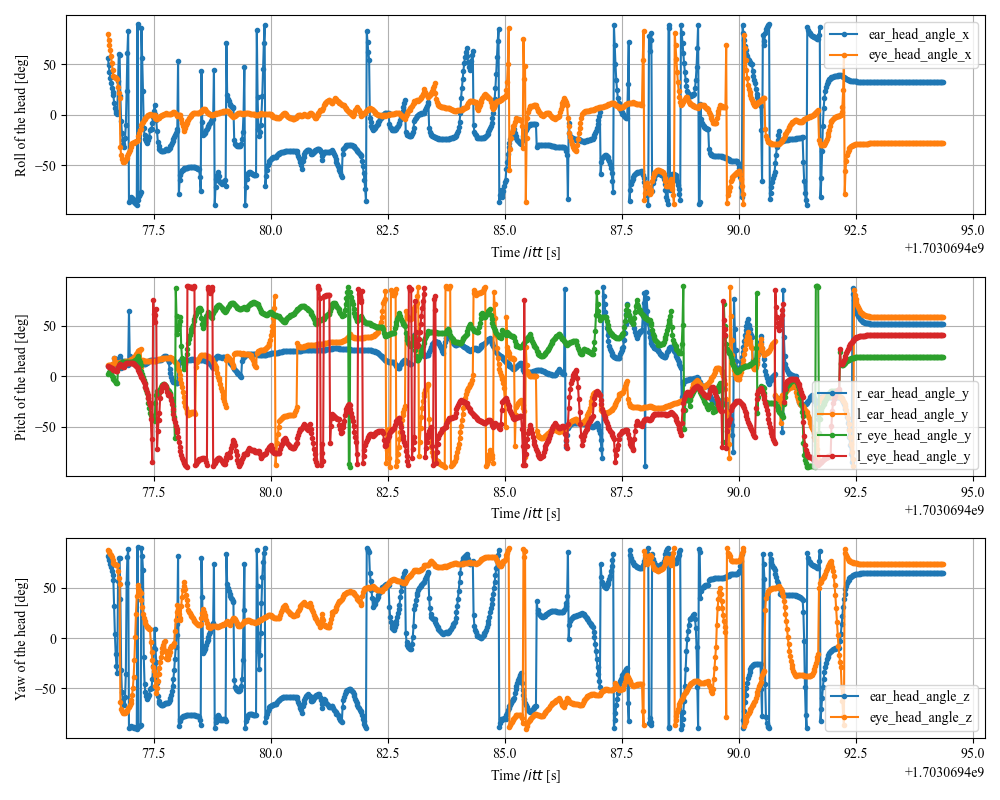 Roll of the head [deg]
50
0
−50
ear_head_angle_x
eye_head_angle_x
77.5 80.0 82.5 85.0 87.5 90.0 92.5 95.0
Time /itt [s]
+1.7030694e9
Pitch of the head [deg]
50
0
−50
r_ear_head_angle_y
l_ear_head_angle_y
r_eye_head_angle_y
l_eye_head_angle_y
77.5 80.0 82.5 85.0 87.5 90.0 92.5 95.0
Time /itt [s]
+1.7030694e9
Yaw of the head [deg]
50
0
−50
ear_head_angle_z
eye_head_angle_z
77.5 80.0 82.5 85.0 87.5 90.0 92.5 95.0
Time /itt [s]
+1.7030694e9